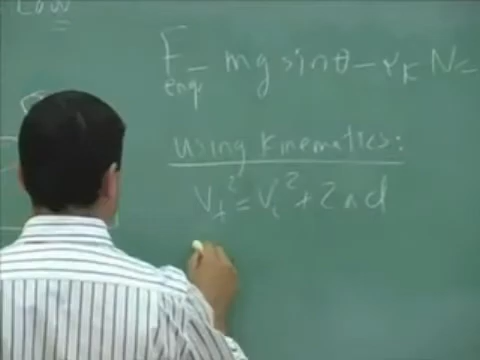 Law
F_eng - mg sinθ - μ_K N =
using kinematics:
V_f² = V_i² + 2ad